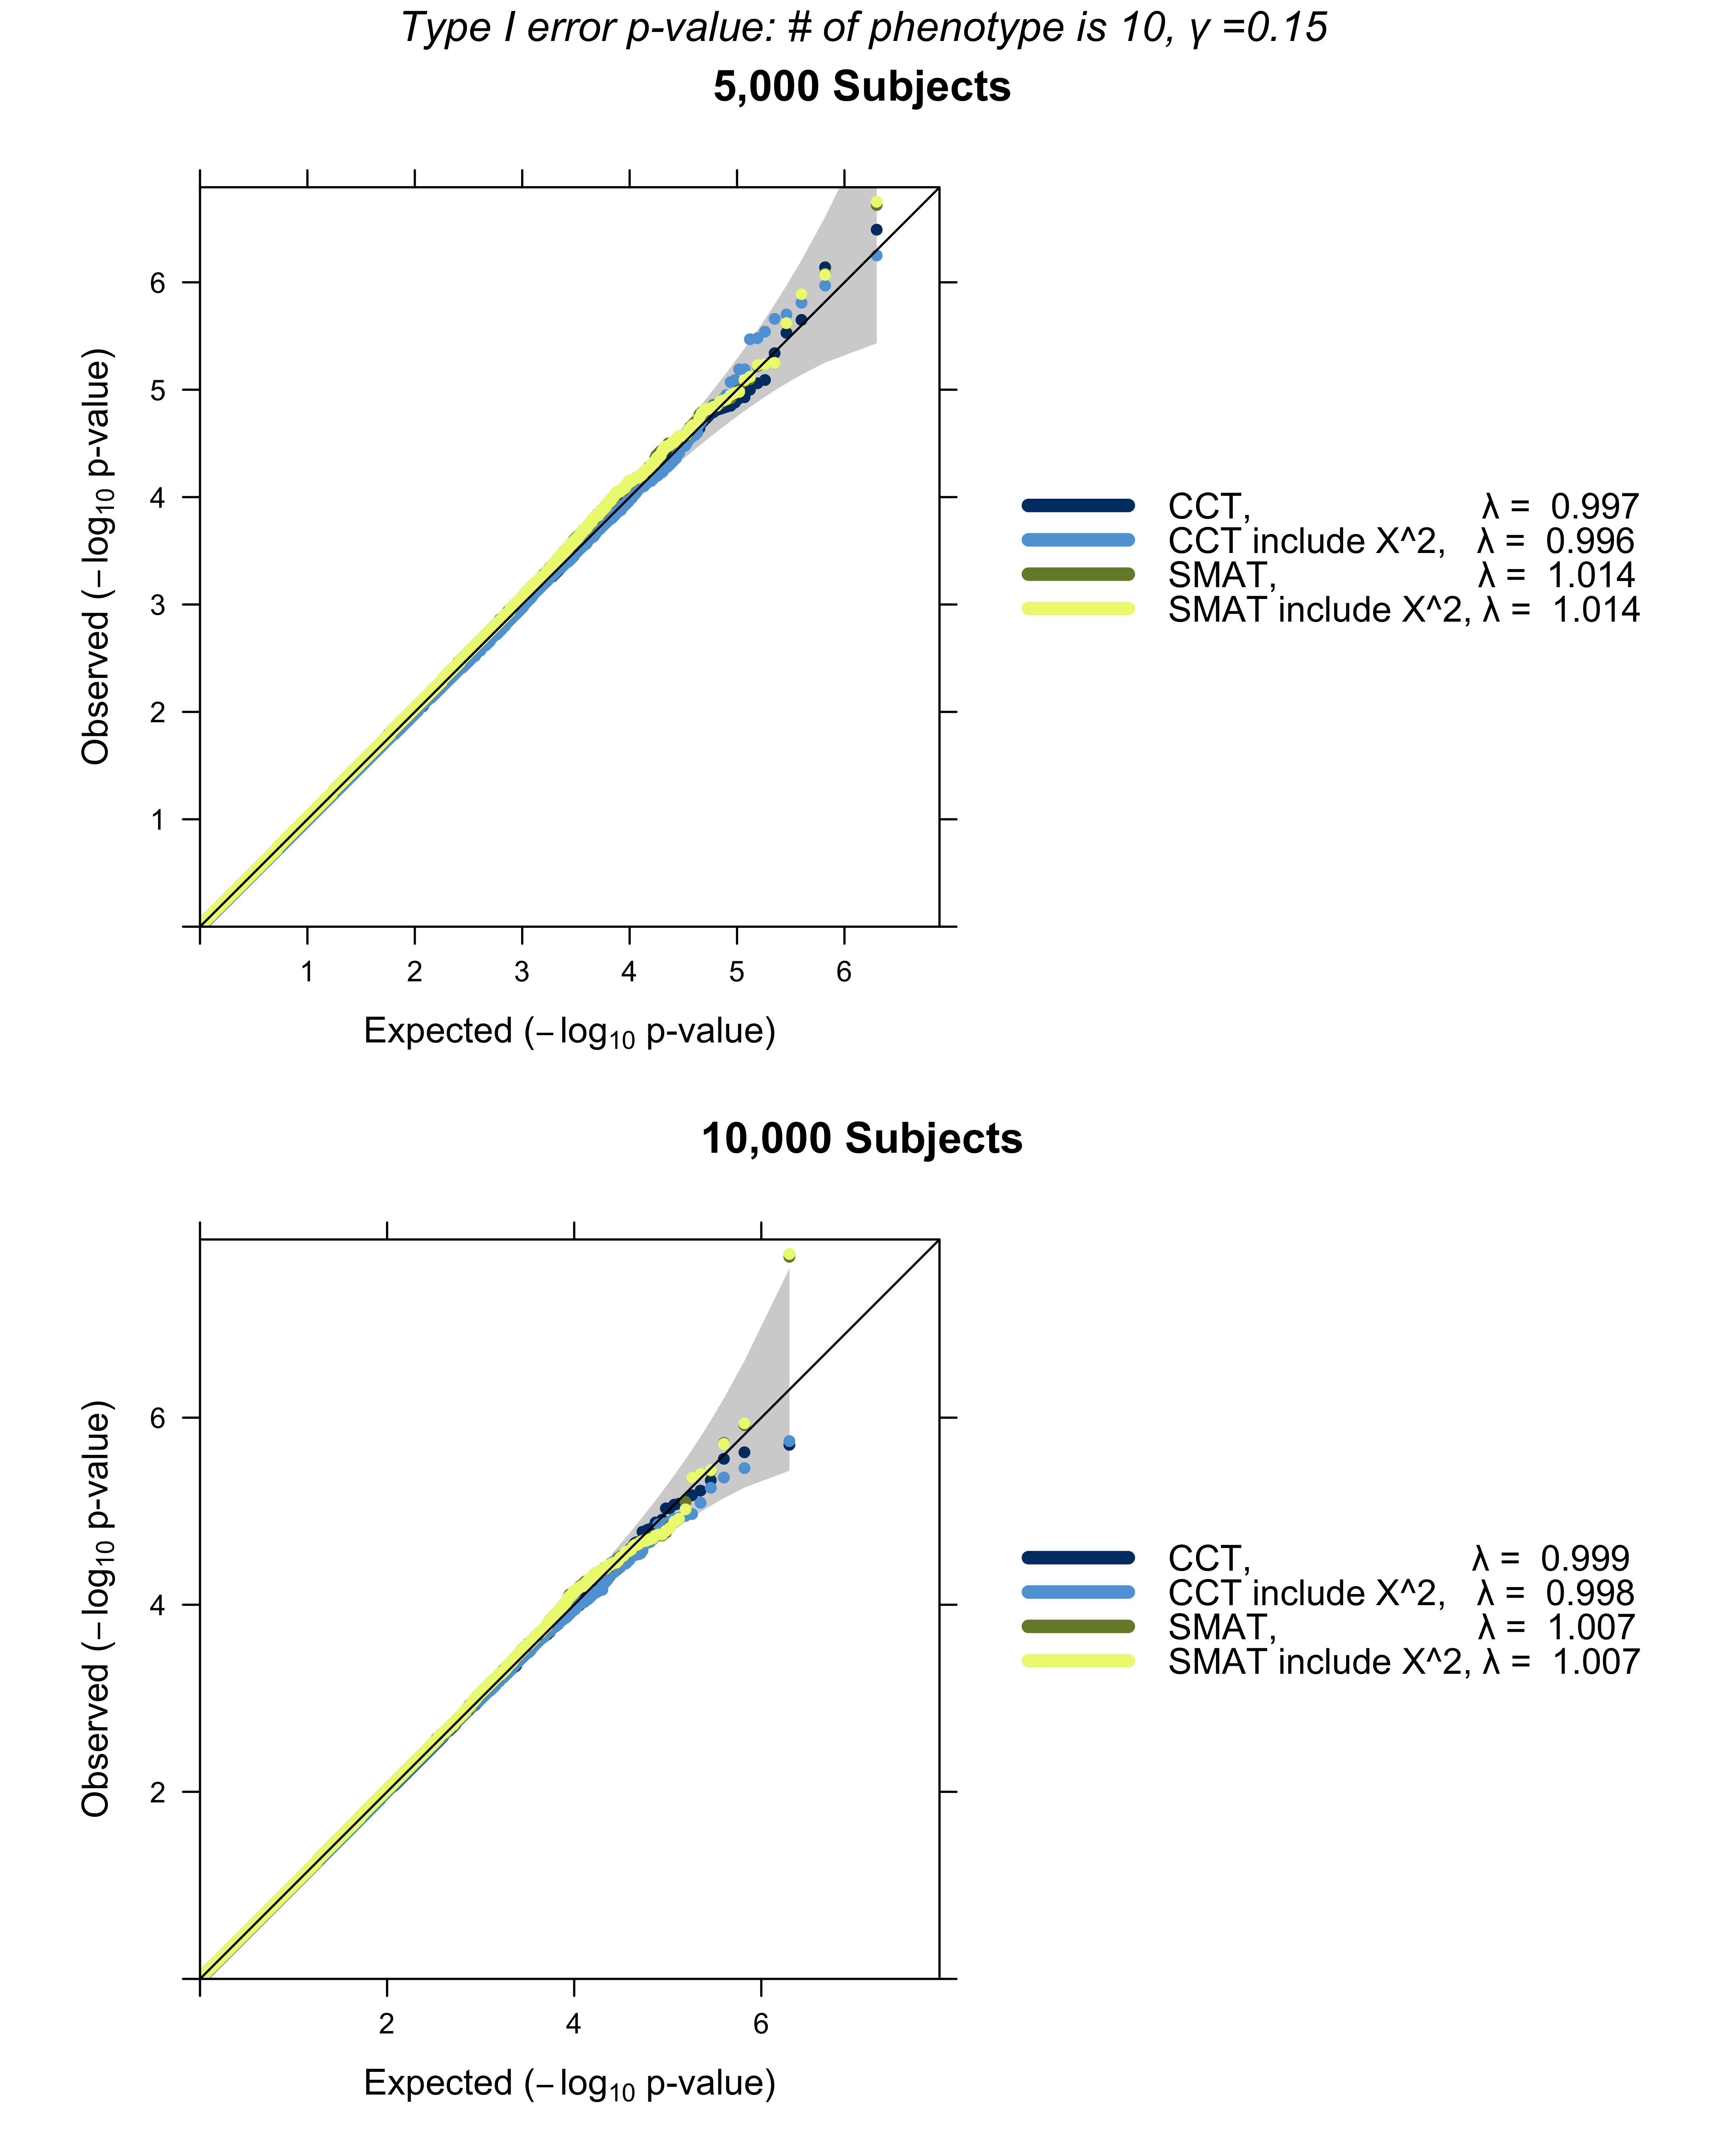 Type I error p-value: # of phenotype is 10, γ =0.15
5,000 Subjects
6
5
4
3
2
1
Observed (−log10 p-value)
1 2 3 4 5 6
Expected (−log10 p-value)
CCT, λ = 0.997
CCT include X^2, λ = 0.996
SMAT, λ = 1.014
SMAT include X^2, λ = 1.014
10,000 Subjects
6
4
2
Observed (−log10 p-value)
2 4 6
Expected (−log10 p-value)
CCT, λ = 0.999
CCT include X^2, λ = 0.998
SMAT, λ = 1.007
SMAT include X^2, λ = 1.007